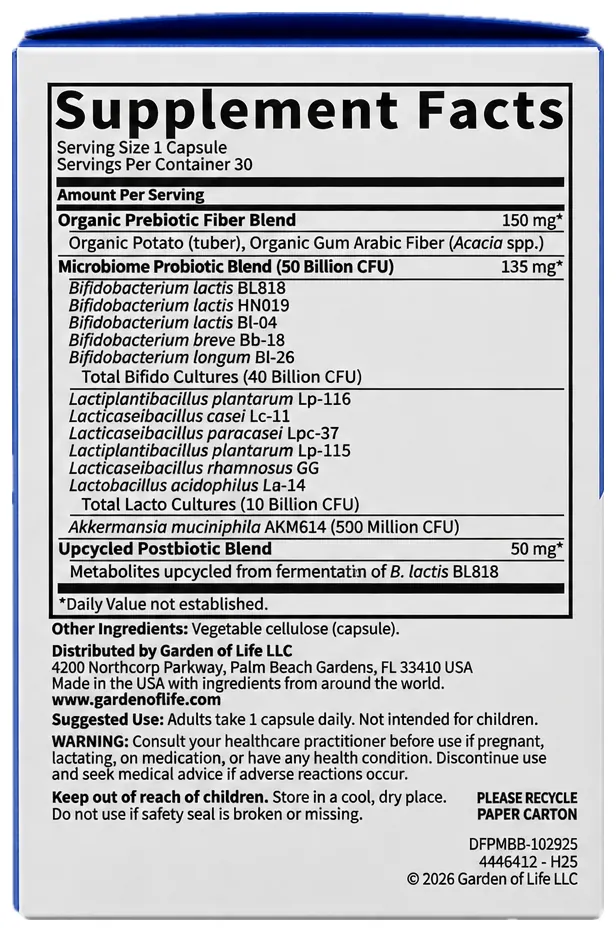 Supplement Facts
Serving Size 1 Capsule
Servings Per Container 30
Amount Per Serving
Organic Prebiotic Fiber Blend 150 mg*
Organic Potato (tuber), Organic Gum Arabic Fiber (Acacia spp.)
Microbiome Probiotic Blend (50 Billion CFU) 135 mg*
Bifidobacterium lactis BL818
Bifidobacterium lactis HN019
Bifidobacterium lactis Bl-04
Bifidobacterium breve Bb-18
Bifidobacterium longum Bl-26
Total Bifido Cultures (40 Billion CFU)
Lactiplantibacillus plantarum Lp-116
Lacticaseibacillus casei Lc-11
Lacticaseibacillus paracasei Lpc-37
Lactiplantibacillus plantarum Lp-115
Lacticaseibacillus rhamnosus GG
Lactobacillus acidophilus La-14
Total Lacto Cultures (10 Billion CFU)
Akkermansia muciniphila AKM614 (500 Million CFU)
Upcycled Postbiotic Blend 50 mg*
Metabolites upcycled from fermentatin of B. lactis BL818
*Daily Value not established.
Other Ingredients: Vegetable cellulose (capsule).
Distributed by Garden of Life LLC
4200 Northcorp Parkway, Palm Beach Gardens, FL 33410 USA
Made in the USA with ingredients from around the world.
www.gardenoflife.com
Suggested Use: Adults take 1 capsule daily. Not intended for children.
WARNING: Consult your healthcare practitioner before use if pregnant,
lactating, on medication, or have any health condition. Discontinue use
and seek medical advice if adverse reactions occur.
Keep out of reach of children. Store in a cool, dry place.
Do not use if safety seal is broken or missing.
PLEASE RECYCLE
PAPER CARTON
DFPMBB-102925
4446412 - H25
© 2026 Garden of Life LLC